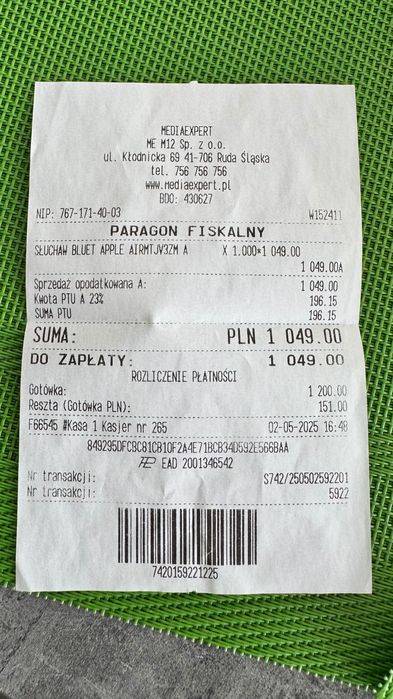 MEDIAEXPERT
ME M12 Sp. z o.o.
ul. Kłodnicka 69 41-706 Ruda Śląska
tel. 756 756 756
www.mediaexpert.pl
BDO: 430627
NIP: 767-171-40-03 W152411
PARAGON FISKALNY
SŁUCHAW BLUET APPLE AIRMTJY3ZM A X 1.000*1 049.00
1 049.00A
Sprzedaż opodatkowana A: 1 049.00
Kwota PTU A 23% 196.15
SUMA PTU 196.15
SUMA: PLN 1 049.00
DO ZAPŁATY: 1 049.00
ROZLICZENIE PŁATNOŚCI
Gotówka: 1 200.00
Reszta (Gotówka PLN): 151.00
F66545 #Kasa 1 Kasjer nr 265 02-05-2025 16:48
849295DFC8C81CB10F2A4E71BCB34D592E566BAA
EAD 2001346542
Nr transakcji: S742/250502592201
Nr transakcji: 5922
7420159221225